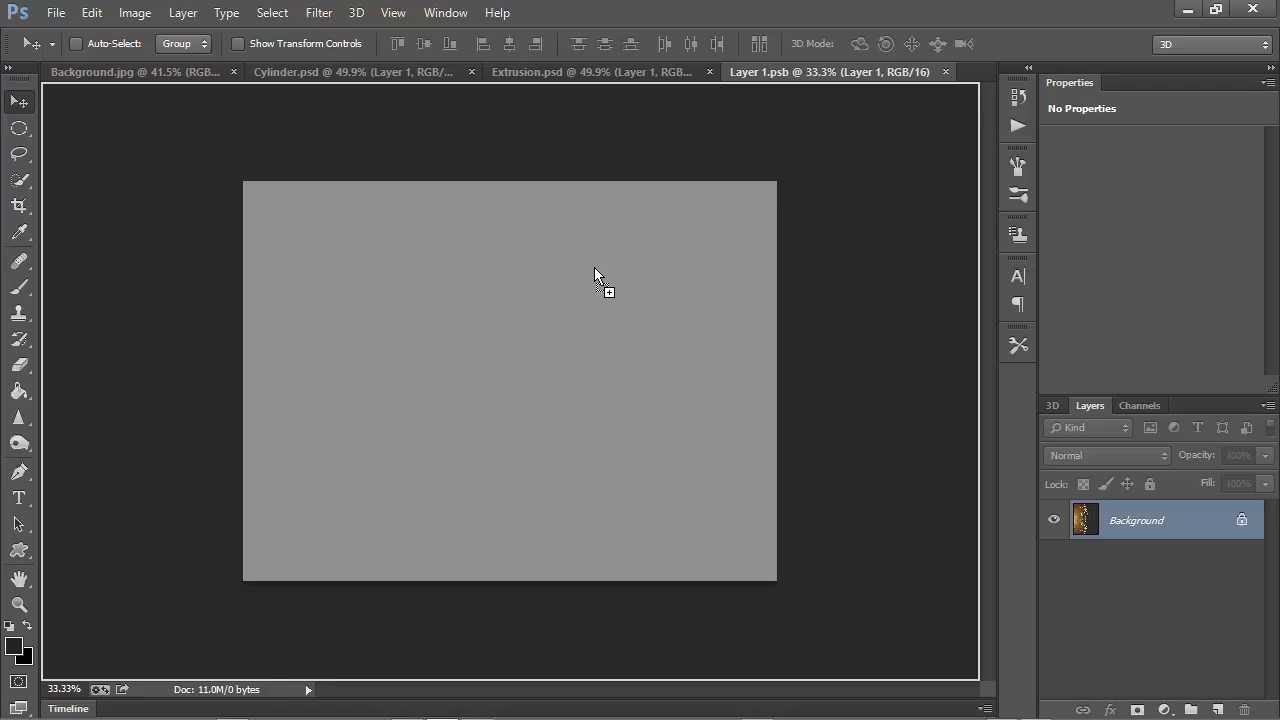 Ps File Edit Image Layer Type Select Filter 3D View Window Help
Auto-Select: Group Show Transform Controls 3D Mode: 3D
Background.jpg @ 41.5% (RGB... × Cylinder.psd @ 49.9% (Layer 1, RGB/... × Extrusion.psd @ 49.9% (Layer 1, RGB... × Layer 1.psb @ 33.3% (Layer 1, RGB/16) ×
Properties
No Properties
3D Layers Channels
Kind
Normal Opacity: 100%
Lock: Fill: 100%
Background
33.33% Doc: 11.0M/0 bytes
Timeline